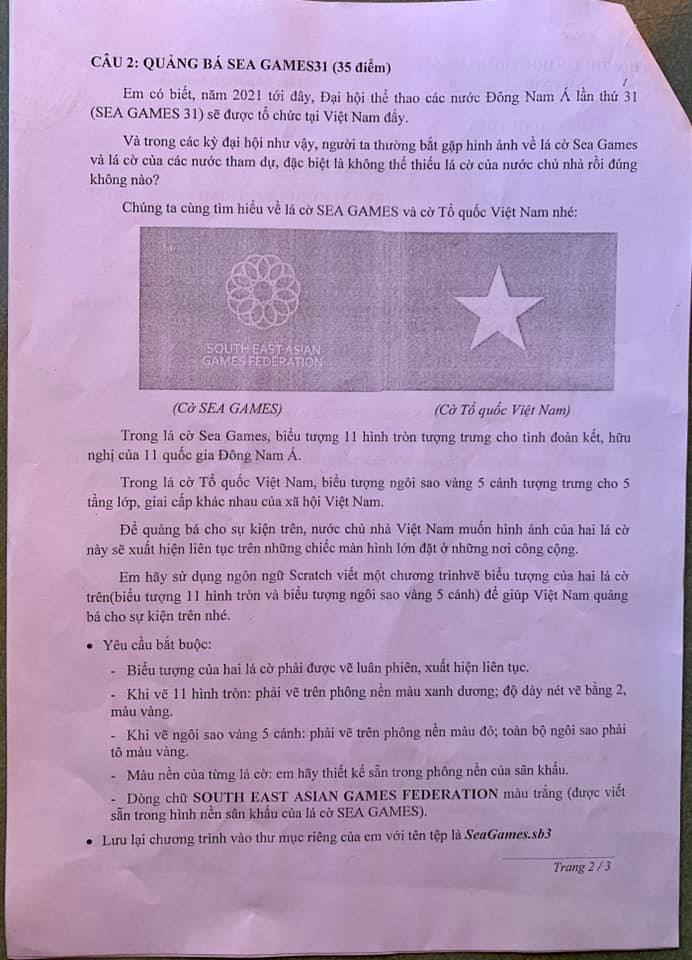 CÂU 2: QUẢNG BÁ SEA GAMES31 (35 điểm)
Em có biết, năm 2021 tới đây, Đại hội thể thao các nước Đông Nam Á lần thứ 31
(SEA GAMES 31) sẽ được tổ chức tại Việt Nam đấy.
Và trong các kỳ đại hội như vậy, người ta thường bắt gặp hình ảnh về lá cờ Sea Games
và lá cờ của các nước tham dự, đặc biệt là không thể thiếu lá cờ của nước chủ nhà rồi đúng
không nào?
Chúng ta cùng tìm hiểu về lá cờ SEA GAMES và cờ Tổ quốc Việt Nam nhé:
SOUTH EAST ASIAN
GAMES FEDERATION
(Cờ SEA GAMES)
(Cờ Tổ quốc Việt Nam)
Trong lá cờ Sea Games, biểu tượng 11 hình tròn tượng trưng cho tình đoàn kết, hữu
nghị của 11 quốc gia Đông Nam Á.
Trong lá cờ Tổ quốc Việt Nam, biểu tượng ngôi sao vàng 5 cánh tượng trưng cho 5
tầng lớp, giai cấp khác nhau của xã hội Việt Nam.
Để quảng bá cho sự kiện trên, nước chủ nhà Việt Nam muốn hình ảnh của hai lá cờ
này sẽ xuất hiện liên tục trên những chiếc màn hình lớn đặt ở những nơi công cộng.
Em hãy sử dụng ngôn ngữ Scratch viết một chương trìnhvẽ biểu tượng của hai lá cờ
trên(biểu tượng 11 hình tròn và biểu tượng ngôi sao vàng 5 cánh) để giúp Việt Nam quảng
bá cho sự kiện trên nhé.
• Yêu cầu bắt buộc:
- Biểu tượng của hai lá cờ phải được vẽ luân phiên, xuất hiện liên tục.
- Khi vẽ 11 hình tròn: phải vẽ trên phông nền màu xanh dương; độ dày nét vẽ bằng 2,
màu vàng.
- Khi vẽ ngôi sao vàng 5 cánh: phải vẽ trên phông nền màu đỏ; toàn bộ ngôi sao phải
tô màu vàng.
- Màu nền của từng lá cờ: em hãy thiết kế sẵn trong phông nền của sân khấu.
- Dòng chữ SOUTH EAST ASIAN GAMES FEDERATION màu trắng (được viết
sẵn trong hình nền sân khấu của lá cờ SEA GAMES).
• Lưu lại chương trình vào thư mục riêng của em với tên tệp là SeaGames.sb3
Trang 2 / 3